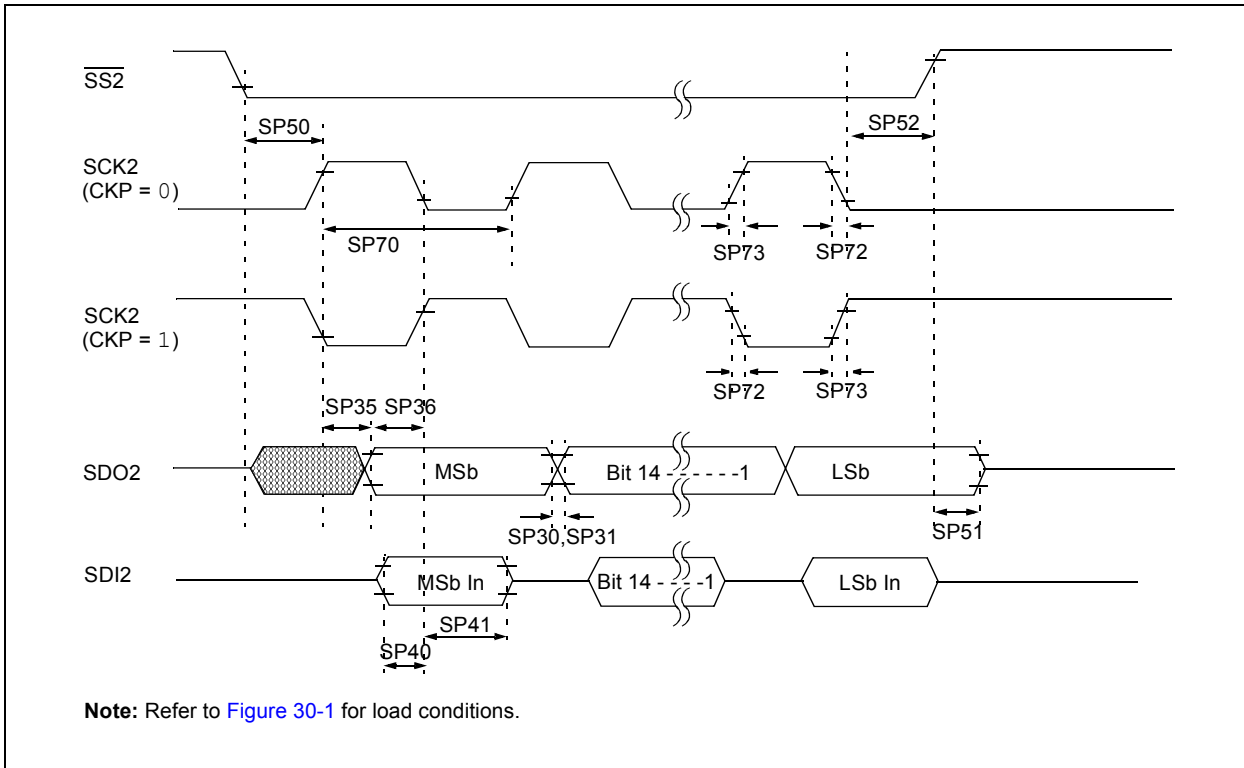 SS2
SP50
SP52
SCK2
(CKP = 0)
SP70
SP73
SP72
SCK2
(CKP = 1)
SP72
SP73
SP35
SP36
SDO2
MSb
Bit 14 - - - - - -1
LSb
SP30,SP31
SP51
SDI2
MSb In
Bit 14 - - - - -1
LSb In
SP41
SP40
Note: Refer to Figure 30-1 for load conditions.